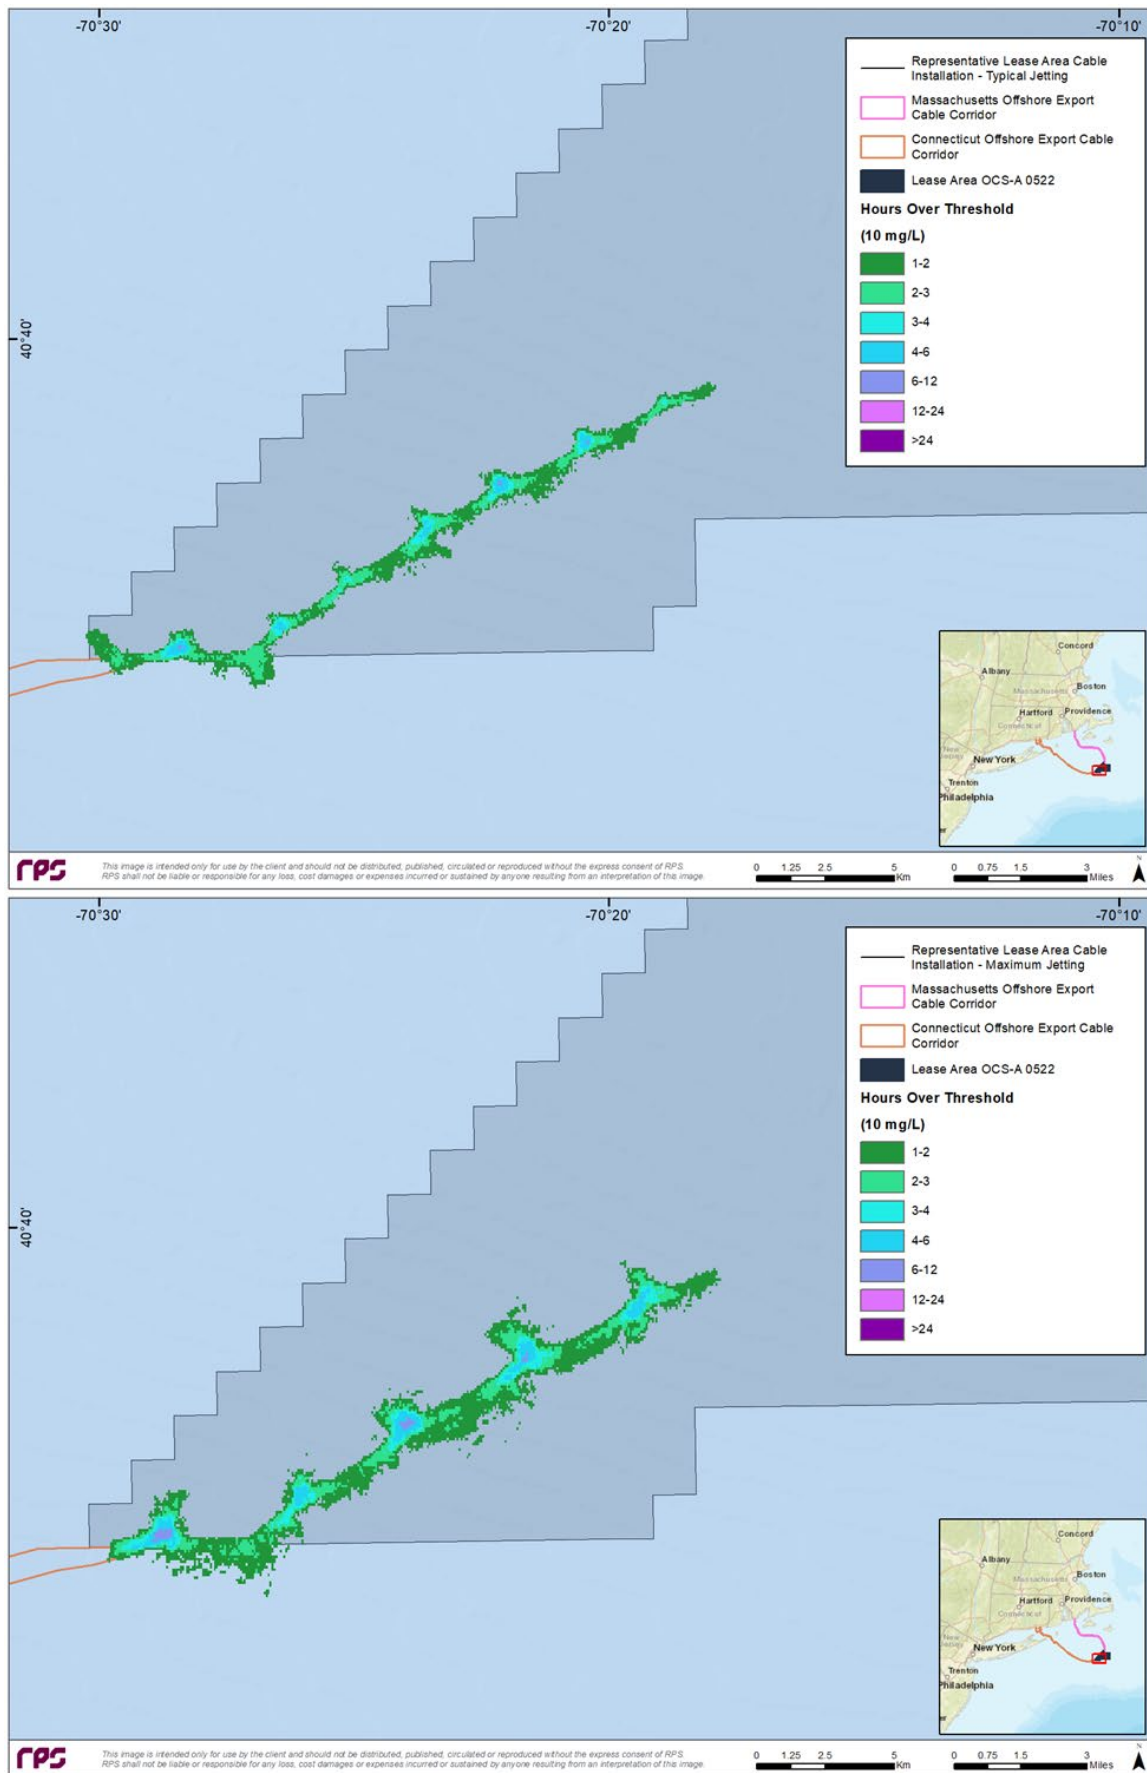 -70°30'
-70°20'
-70°10'
40°40'
Representative Lease Area Cable
Installation - Typical Jetting
Massachusetts Offshore Export
Cable Corridor
Connecticut Offshore Export Cable
Corridor
Lease Area OCS-A 0522
Hours Over Threshold
(10 mg/L)
1-2
2-3
3-4
4-6
6-12
12-24
>24
Concord
Albany
Massachusetts
Boston
Hartford
Providence
Connecticut
New
Jersey
New York
Trenton
Philadelphia
er
rps
This image is intended only for use by the client and should not be distributed, published, circulated or reproduced without the express consent of RPS.
RPS shall not be liable or responsible for any loss, cost damages or expenses incurred or sustained by anyone resulting from an interpretation of this image.
0 1.25 2.5 5
Km
0 0.75 1.5 3
Miles
N
-70°30'
-70°20'
-70°10'
40°40'
Representative Lease Area Cable
Installation - Maximum Jetting
Massachusetts Offshore Export
Cable Corridor
Connecticut Offshore Export Cable
Corridor
Lease Area OCS-A 0522
Hours Over Threshold
(10 mg/L)
1-2
2-3
3-4
4-6
6-12
12-24
>24
Concord
Albany
Massachusetts
Boston
Hartford
Providence
Connecticut
New
Jersey
New York
Trenton
Philadelphia
er
rps
This image is intended only for use by the client and should not be distributed, published, circulated or reproduced without the express consent of RPS.
RPS shall not be liable or responsible for any loss, cost damages or expenses incurred or sustained by anyone resulting from an interpretation of this image.
0 1.25 2.5 5
Km
0 0.75 1.5 3
Miles
N